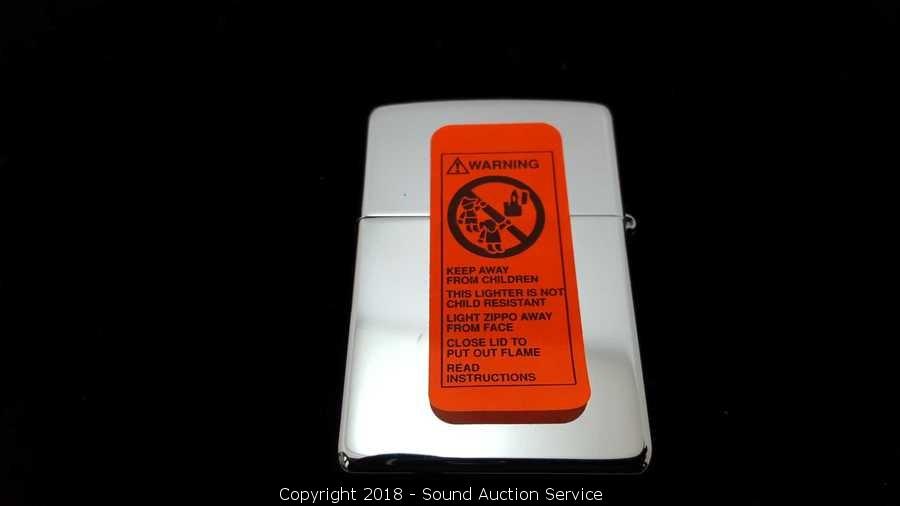 WARNING
KEEP AWAY
FROM CHILDREN
THIS LIGHTER IS NOT
CHILD RESISTANT
LIGHT ZIPPO AWAY
FROM FACE
CLOSE LID TO
PUT OUT FLAME
READ
INSTRUCTIONS
Copyright 2018 - Sound Auction Service